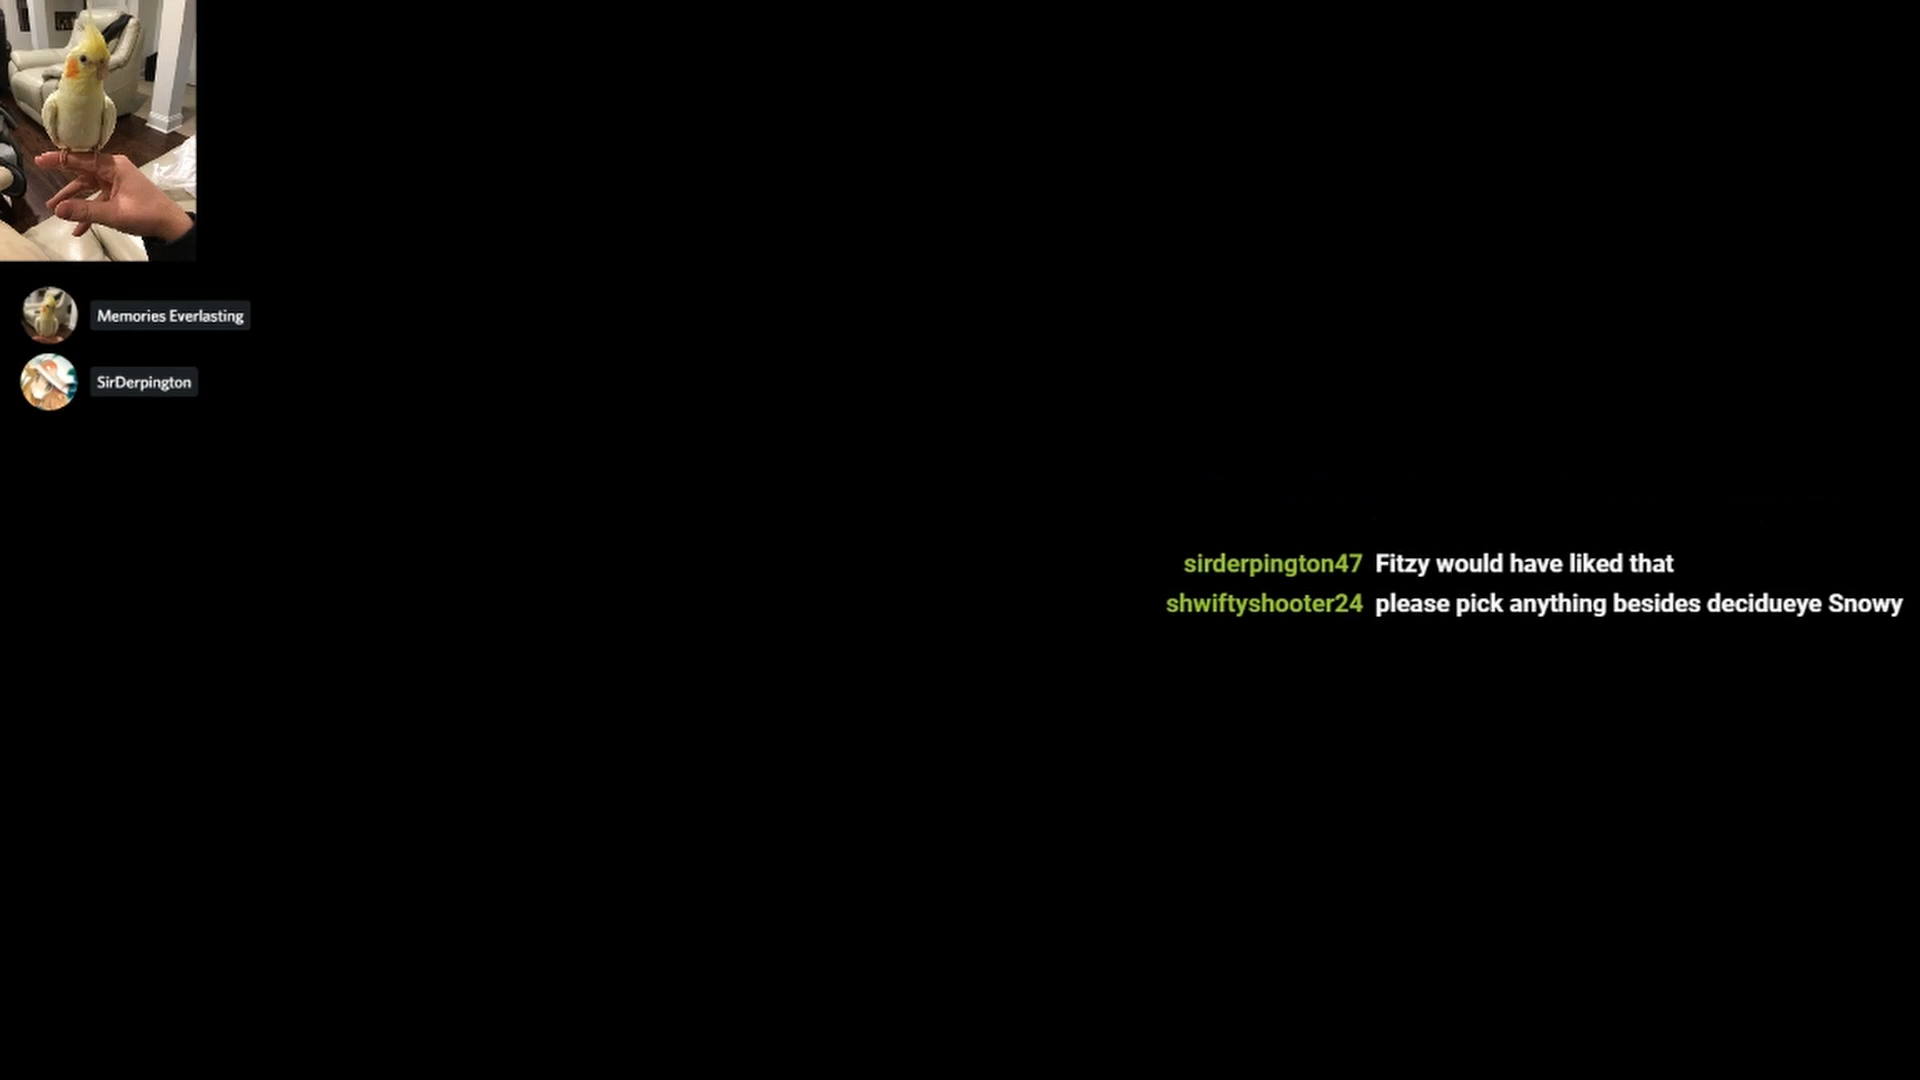 Memories Everlasting
SirDerpington
sirderpington47 Fitzy would have liked that
shwiftyshooter24 please pick anything besides decidueye Snowy